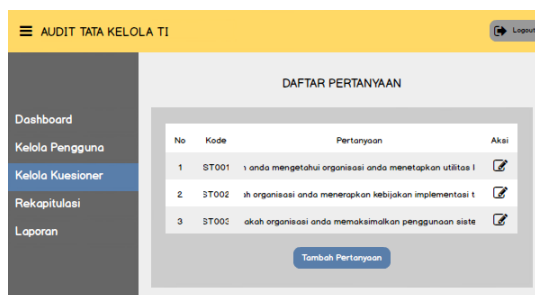 AUDIT TATA KELOLA TI
Logout
DAFTAR PERTANYAAN
Dashboard
Kelola Pengguna
Kelola Kuesioner
Rekapitulasi
Laporan
No Kode Pertanyaan Aksi
1 ST001 anda mengetahui organisasi anda menetapkan utilitas
2 ST002 organisasi anda menerapkan kebijakan implementasi
3 ST003 organisasi anda memaksimalkan penggunaan
Tambah Pertanyaan